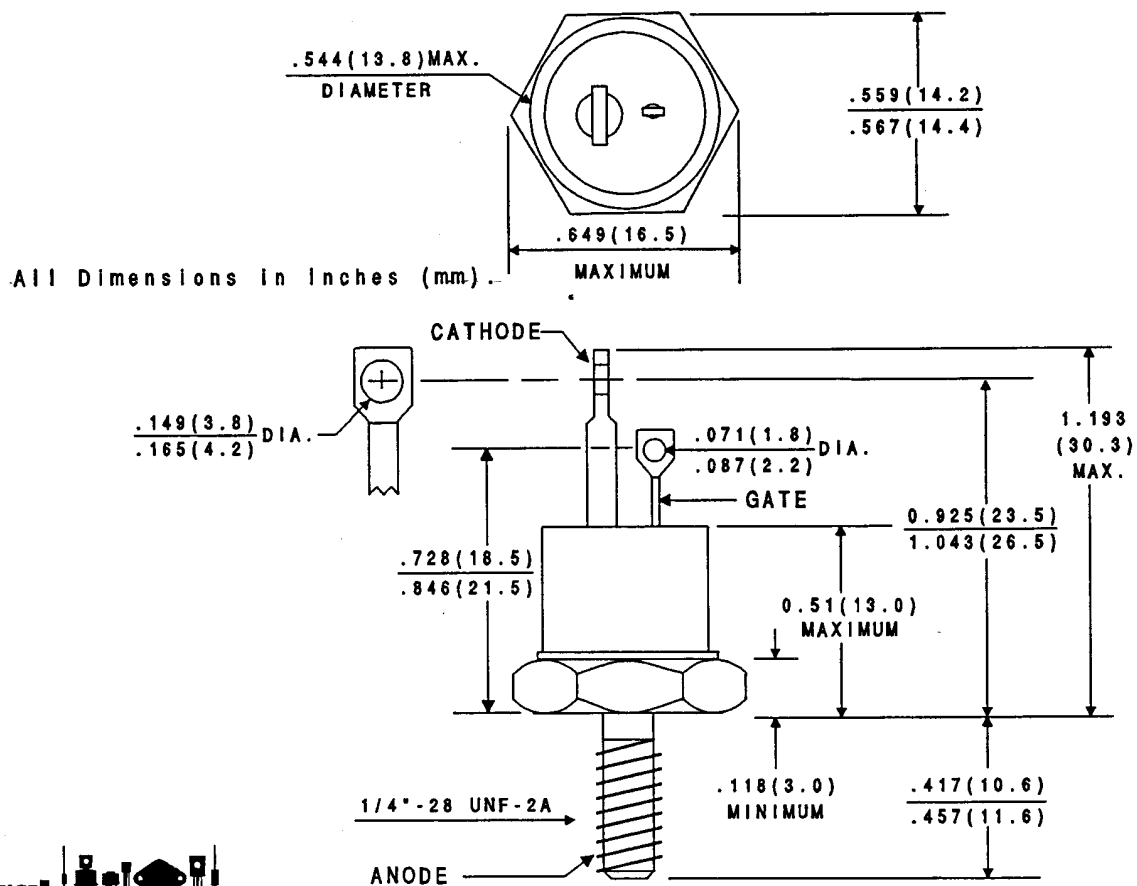 .544(13.8)MAX.
DIAMETER
.559(14.2)
.567(14.4)
.649(16.5)
MAXIMUM
All Dimensions in Inches (mm).
CATHODE
.149(3.8)
.165(4.2)
DIA.
.071(1.8)
.087(2.2)
DIA.
GATE
1.193
(30.3)
MAX.
0.925(23.5)
1.043(26.5)
.728(18.5)
.846(21.5)
0.51(13.0)
MAXIMUM
.118(3.0)
MINIMUM
.417(10.6)
.457(11.6)
1/4"-28 UNF-2A
ANODE